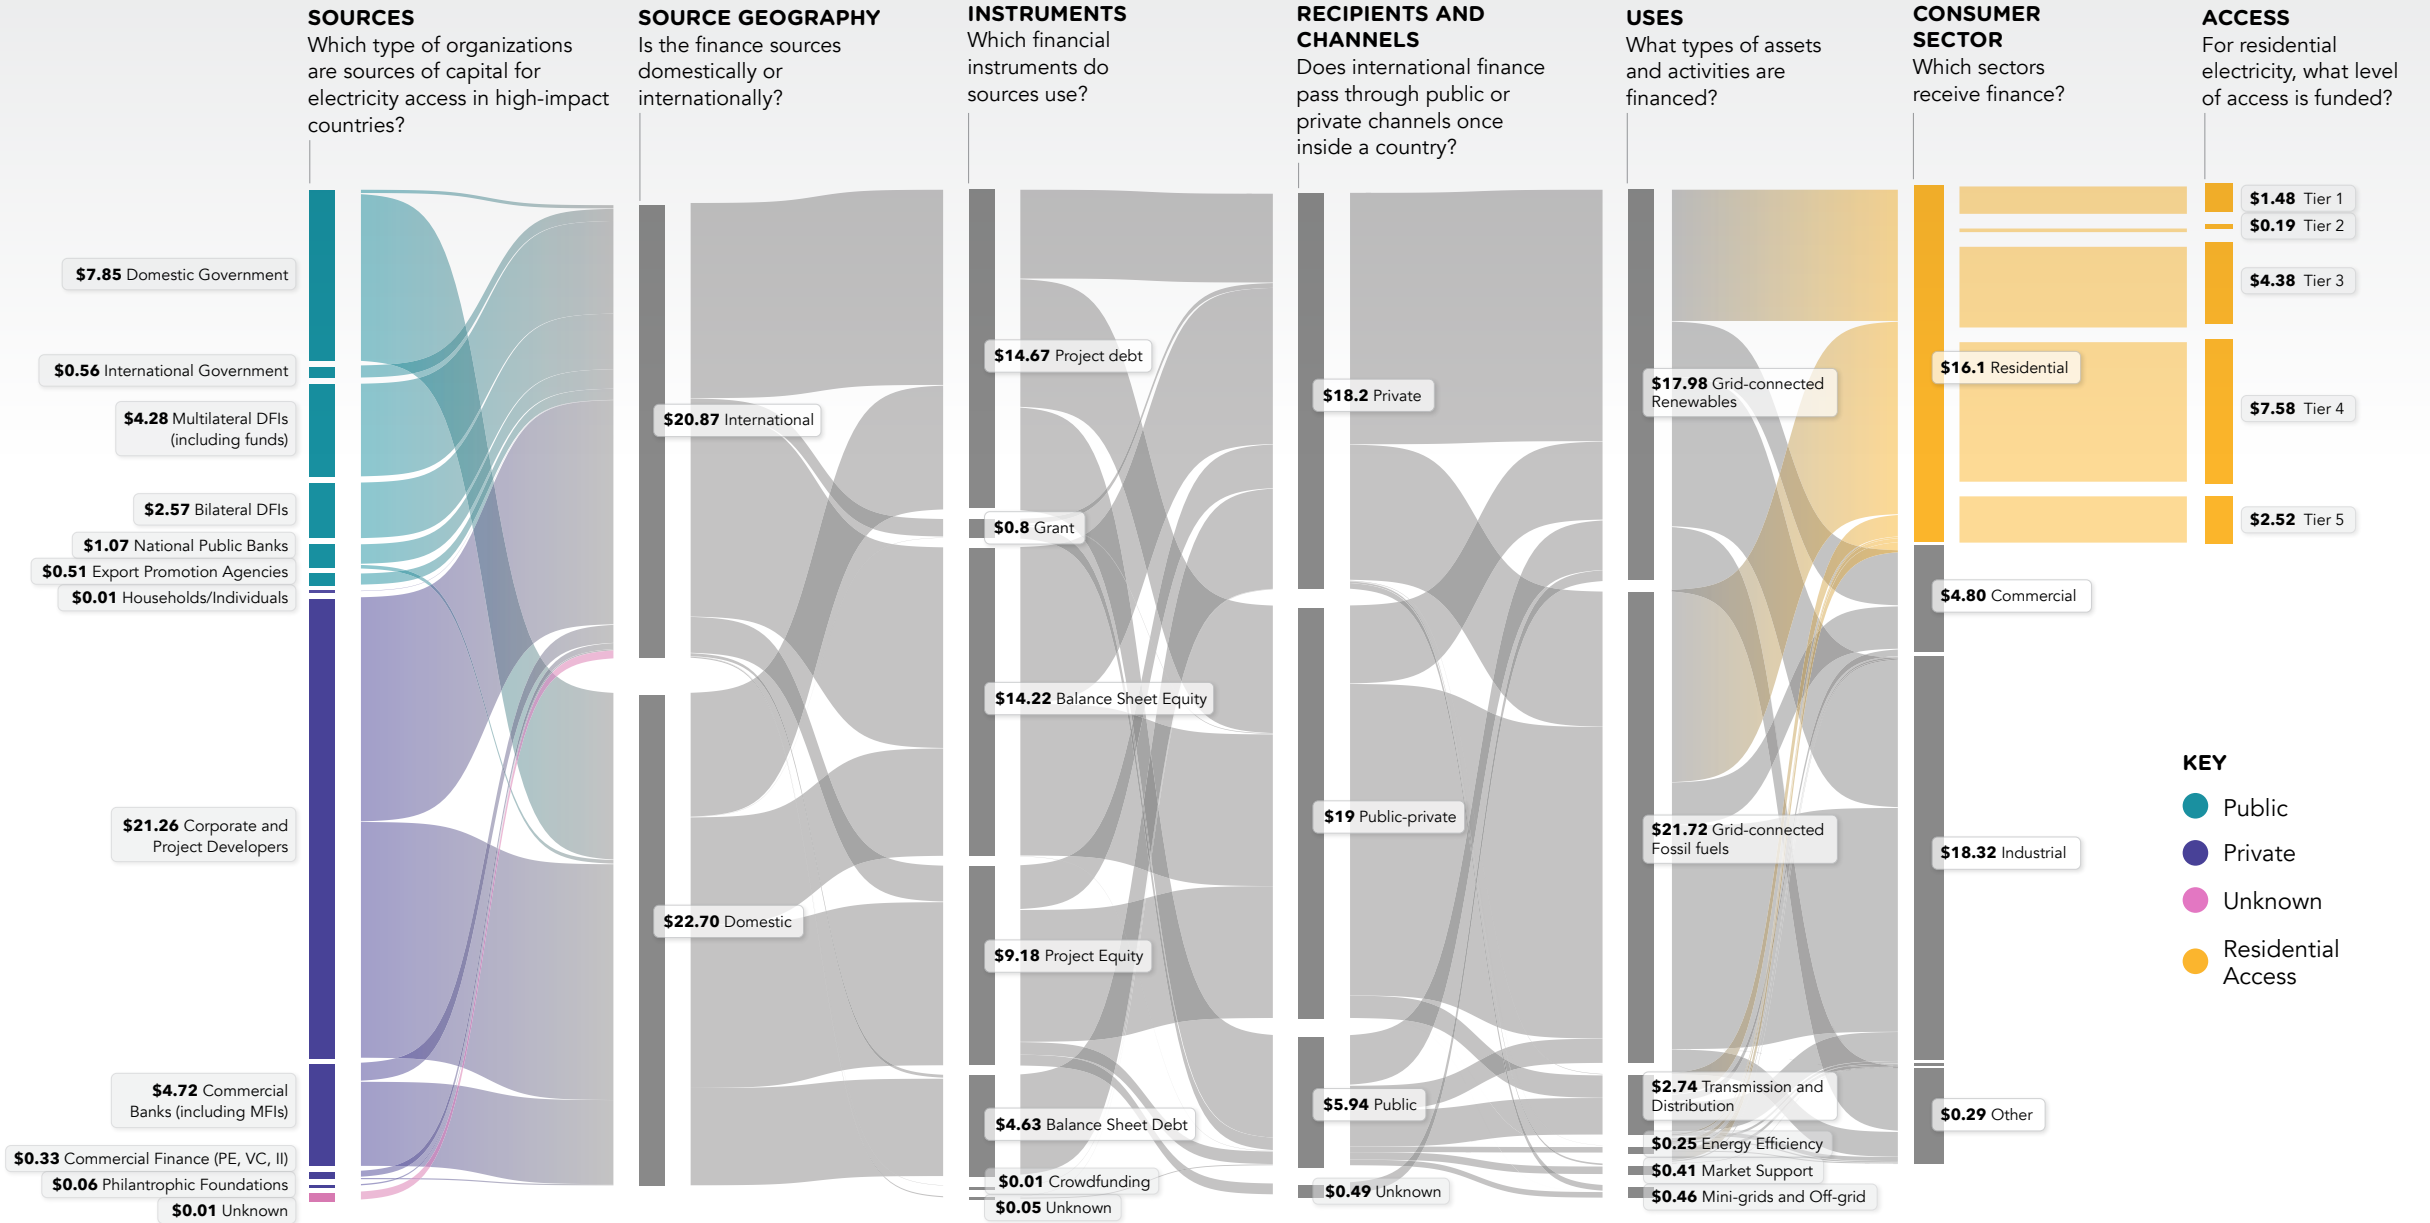 SOURCES
Which type of organizations
are sources of capital for
electricity access in high-impact
countries?
SOURCE GEOGRAPHY
Is the finance sources
domestically or
internationally?
INSTRUMENTS
Which financial
instruments do
sources use?
RECIPIENTS AND
CHANNELS
Does international finance
pass through public or
private channels once
inside a country?
USES
What types of assets
and activities are
financed?
CONSUMER
SECTOR
Which sectors
receive finance?
ACCESS
For residential
electricity, what level
of access is funded?
$7.85 Domestic Government
$0.56 International Government
$4.28 Multilateral DFIs
(including funds)
$2.57 Bilateral DFIs
$1.07 National Public Banks
$0.51 Export Promotion Agencies
$0.01 Households/Individuals
$21.26 Corporate and
Project Developers
$4.72 Commercial
Banks (including MFIs)
$0.33 Commercial Finance (PE, VC, II)
$0.06 Philantrophic Foundations
$0.01 Unknown
$20.87 International
$22.70 Domestic
$14.67 Project debt
$0.8 Grant
$14.22 Balance Sheet Equity
$9.18 Project Equity
$4.63 Balance Sheet Debt
$0.01 Crowdfunding
$0.05 Unknown
$18.2 Private
$19 Public-private
$5.94 Public
$0.49 Unknown
$17.98 Grid-connected
Renewables
$21.72 Grid-connected
Fossil fuels
$2.74 Transmission and
Distribution
$0.25 Energy Efficiency
$0.41 Market Support
$0.46 Mini-grids and Off-grid
$16.1 Residential
$4.80 Commercial
$18.32 Industrial
$0.29 Other
$1.48 Tier 1
$0.19 Tier 2
$4.38 Tier 3
$7.58 Tier 4
$2.52 Tier 5
KEY
Public
Private
Unknown
Residential
Access